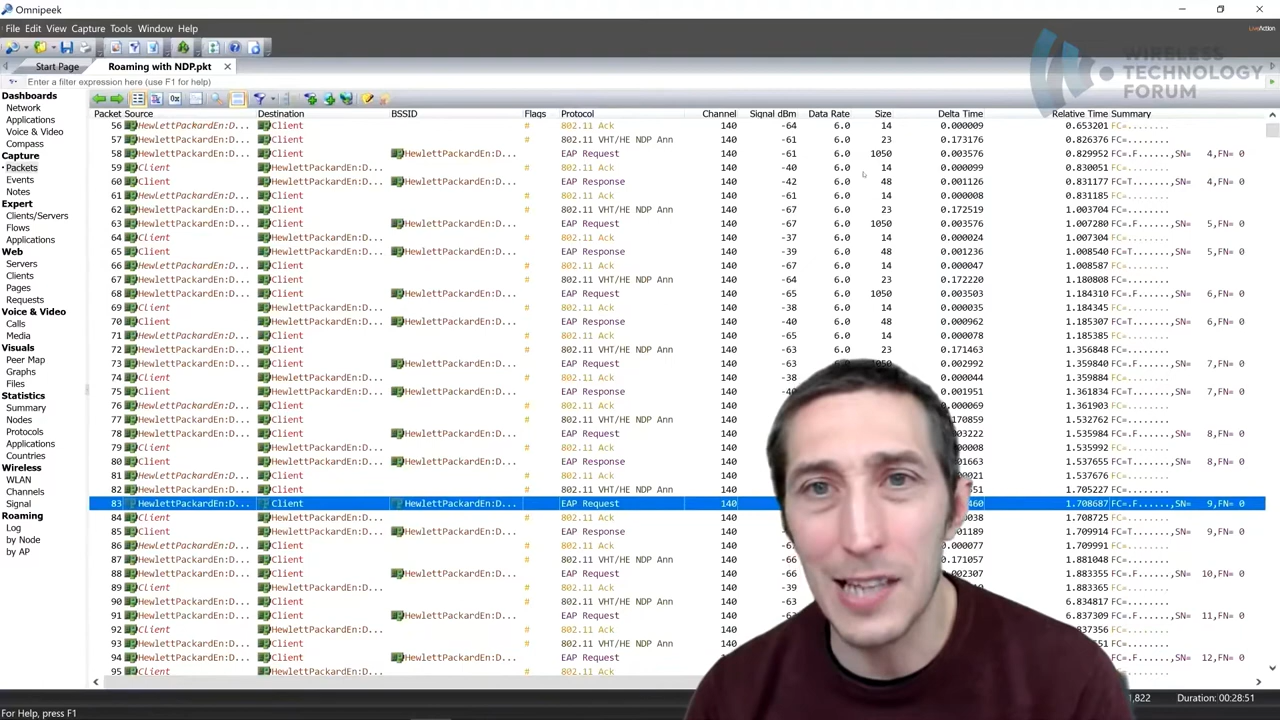 Omnipeek
File Edit View Capture Tools Window Help
LiveAction
Start Page Roaming with NDP.pkt
WIRELESS
TECHNOLOGY
FORUM
Enter a filter expression here (use F1 for help)
Dashboards
Network
Applications
Voice & Video
Compass
Capture
Packets
Events
Notes
Expert
Clients/Servers
Flows
Applications
Web
Servers
Clients
Pages
Requests
Voice & Video
Calls
Media
Visuals
Peer Map
Graphs
Files
Statistics
Summary
Nodes
Protocols
Applications
Countries
Wireless
WLAN
Channels
Signal
Roaming
Log
by Node
by AP
Packet Source Destination BSSID Flags Protocol Channel Signal dBm Data Rate Size Delta Time Relative Time Summary
56 HewlettPackardEn:D... Client # 802.11 Ack 140 -64 6.0 14 0.000009 0.653201 FC=........
57 HewlettPackardEn:D... Client 802.11 VHT/HE NDP Ann 140 -61 6.0 23 0.173176 0.826376 FC=........
58 HewlettPackardEn:D... Client HewlettPackardEn:D... EAP Request 140 -61 6.0 1050 0.003576 0.829952 FC=.F......,SN= 4,FN= 0
59 Client HewlettPackardEn:D... # 802.11 Ack 140 -40 6.0 14 0.000099 0.830051 FC=........
60 Client HewlettPackardEn:D... HewlettPackardEn:D... EAP Response 140 -42 6.0 48 0.001126 0.831177 FC=T.......,SN= 4,FN= 0
61 HewlettPackardEn:D... Client # 802.11 Ack 140 -61 6.0 14 0.000008 0.831185 FC=........
62 HewlettPackardEn:D... Client 802.11 VHT/HE NDP Ann 140 -67 6.0 23 0.172519 1.003704 FC=........
63 HewlettPackardEn:D... Client HewlettPackardEn:D... EAP Request 140 -67 6.0 1050 0.003576 1.007280 FC=.F......,SN= 5,FN= 0
64 Client HewlettPackardEn:D... # 802.11 Ack 140 -37 6.0 14 0.000024 1.007304 FC=........
65 Client HewlettPackardEn:D... HewlettPackardEn:D... EAP Response 140 -39 6.0 48 0.001236 1.008540 FC=T.......,SN= 5,FN= 0
66 HewlettPackardEn:D... Client # 802.11 Ack 140 -67 6.0 14 0.000047 1.008587 FC=........
67 HewlettPackardEn:D... Client 802.11 VHT/HE NDP Ann 140 -64 6.0 23 0.172220 1.180808 FC=........
68 HewlettPackardEn:D... Client HewlettPackardEn:D... EAP Request 140 -65 6.0 1050 0.003503 1.184310 FC=.F......,SN= 6,FN= 0
69 Client HewlettPackardEn:D... # 802.11 Ack 140 -38 6.0 14 0.000035 1.184345 FC=........
70 Client HewlettPackardEn:D... HewlettPackardEn:D... EAP Response 140 -40 6.0 48 0.000962 1.185307 FC=T.......,SN= 6,FN= 0
71 HewlettPackardEn:D... Client # 802.11 Ack 140 -65 6.0 14 0.000078 1.185385 FC=........
72 HewlettPackardEn:D... Client 802.11 VHT/HE NDP Ann 140 -63 6.0 23 0.171463 1.356848 FC=........
73 HewlettPackardEn:D... Client HewlettPackardEn:D... EAP Request 140 -63 6.0 1050 0.002992 1.359840 FC=.F......,SN= 7,FN= 0
74 Client HewlettPackardEn:D... # 802.11 Ack 140 -38 0.000044 1.359884 FC=........
75 Client HewlettPackardEn:D... HewlettPackardEn:D... EAP Response 140 -39 0.001951 1.361834 FC=T.......,SN= 7,FN= 0
76 HewlettPackardEn:D... Client # 802.11 Ack 140 .000069 1.361903 FC=........
77 HewlettPackardEn:D... Client 802.11 VHT/HE NDP Ann 140 .170859 1.532762 FC=........
78 HewlettPackardEn:D... Client HewlettPackardEn:D... EAP Request 140 .003222 1.535984 FC=.F......,SN= 8,FN= 0
79 Client HewlettPackardEn:D... # 802.11 Ack 140 1.535992 FC=........
80 Client HewlettPackardEn:D... HewlettPackardEn:D... EAP Response 140 1.537655 FC=T.......,SN= 8,FN= 0
81 HewlettPackardEn:D... Client # 802.11 Ack 140 1.537656 FC=........
82 HewlettPackardEn:D... Client 802.11 VHT/HE NDP Ann 140 1.705227 FC=........
83 HewlettPackardEn:D... Client HewlettPackardEn:D... EAP Request 140 460 1.708687 FC=.F......,SN= 9,FN= 0
84 Client HewlettPackardEn:D... # 802.11 Ack 140 1.708725 FC=........
85 Client HewlettPackardEn:D... HewlettPackardEn:D... EAP Response 140 1.709914 FC=T.......,SN= 9,FN= 0
86 HewlettPackardEn:D... Client # 802.11 Ack 140 .000077 1.709991 FC=........
87 HewlettPackardEn:D... Client 802.11 VHT/HE NDP Ann 140 -66 .171057 1.881048 FC=........
88 HewlettPackardEn:D... Client HewlettPackardEn:D... EAP Request 140 -66 .002307 1.883355 FC=.F......,SN= 10,FN= 0
89 Client HewlettPackardEn:D... # 802.11 Ack 140 -39 1.883365 FC=........
90 HewlettPackardEn:D... Client 802.11 VHT/HE NDP Ann 140 -63 6.834817 FC=........
91 HewlettPackardEn:D... Client HewlettPackardEn:D... EAP Request 140 -63 6.837309 FC=.F......,SN= 11,FN= 0
92 Client HewlettPackardEn:D... # 802.11 Ack 140 FC=........
93 HewlettPackardEn:D... Client 802.11 VHT/HE NDP Ann 140 FC=........
94 HewlettPackardEn:D... Client HewlettPackardEn:D... EAP Request 140 FC=.F......,SN= 12,FN= 0
95 Client HewlettPackardEn:D... # 802.11 Ack 140 FC=........
For Help, press F1
1,822 Duration: 00:28:51